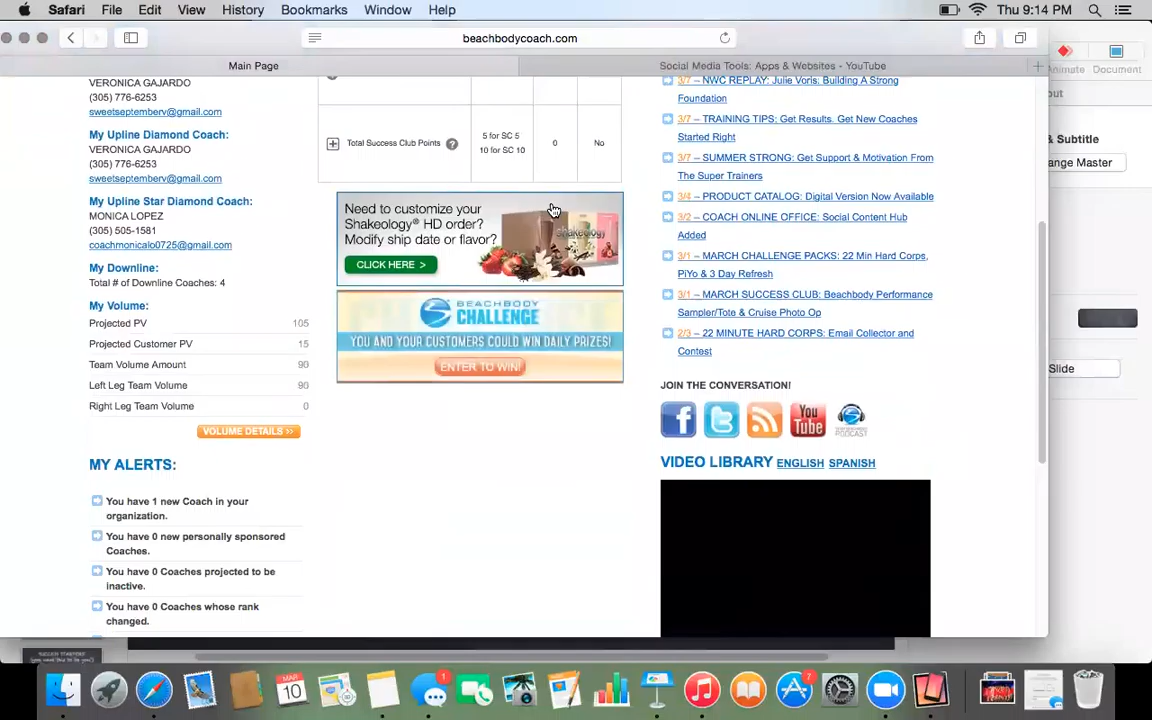 Safari File Edit View History Bookmarks Window Help
Thu 9:14 PM
beachbodycoach.com
Main Page
Social Media Tools: Apps & Websites - YouTube
Animate
Document
VERONICA GAJARDO
(305) 776-6253
sweetseptemberv@gmail.com
My Upline Diamond Coach:
VERONICA GAJARDO
(305) 776-6253
sweetseptemberv@gmail.com
My Upline Star Diamond Coach:
MONICA LOPEZ
(305) 505-1581
coachmonicalo0725@gmail.com
My Downline:
Total # of Downline Coaches: 4
My Volume:
Projected PV 105
Projected Customer PV 15
Team Volume Amount 90
Left Leg Team Volume 90
Right Leg Team Volume 0
VOLUME DETAILS >>
MY ALERTS:
You have 1 new Coach in your
organization.
You have 0 new personally sponsored
Coaches.
You have 0 Coaches projected to be
inactive.
You have 0 Coaches whose rank
changed.
Total Success Club Points ? 5 for SC 5
10 for SC 10 0 No
Need to customize your
Shakeology® HD order?
Modify ship date or flavor?
CLICK HERE >
Shakeology
BEACHBODY
CHALLENGE
YOU AND YOUR CUSTOMERS COULD WIN DAILY PRIZES!
ENTER TO WIN!
3/7 – NWC REPLAY: Julie Voris: Building A Strong
Foundation
3/7 – TRAINING TIPS: Get Results. Get New Coaches
Started Right
3/7 – SUMMER STRONG: Get Support & Motivation From
The Super Trainers
3/4 – PRODUCT CATALOG: Digital Version Now Available
3/2 – COACH ONLINE OFFICE: Social Content Hub
Added
3/1 – MARCH CHALLENGE PACKS: 22 Min Hard Corps,
PiYo & 3 Day Refresh
3/1 – MARCH SUCCESS CLUB: Beachbody Performance
Sampler/Tote & Cruise Photo Op
2/3 – 22 MINUTE HARD CORPS: Email Collector and
Contest
JOIN THE CONVERSATION!
You
Tube
PODCAST
VIDEO LIBRARY ENGLISH SPANISH
out
& Subtitle
ange Master
Slide
MAR
10
1
7